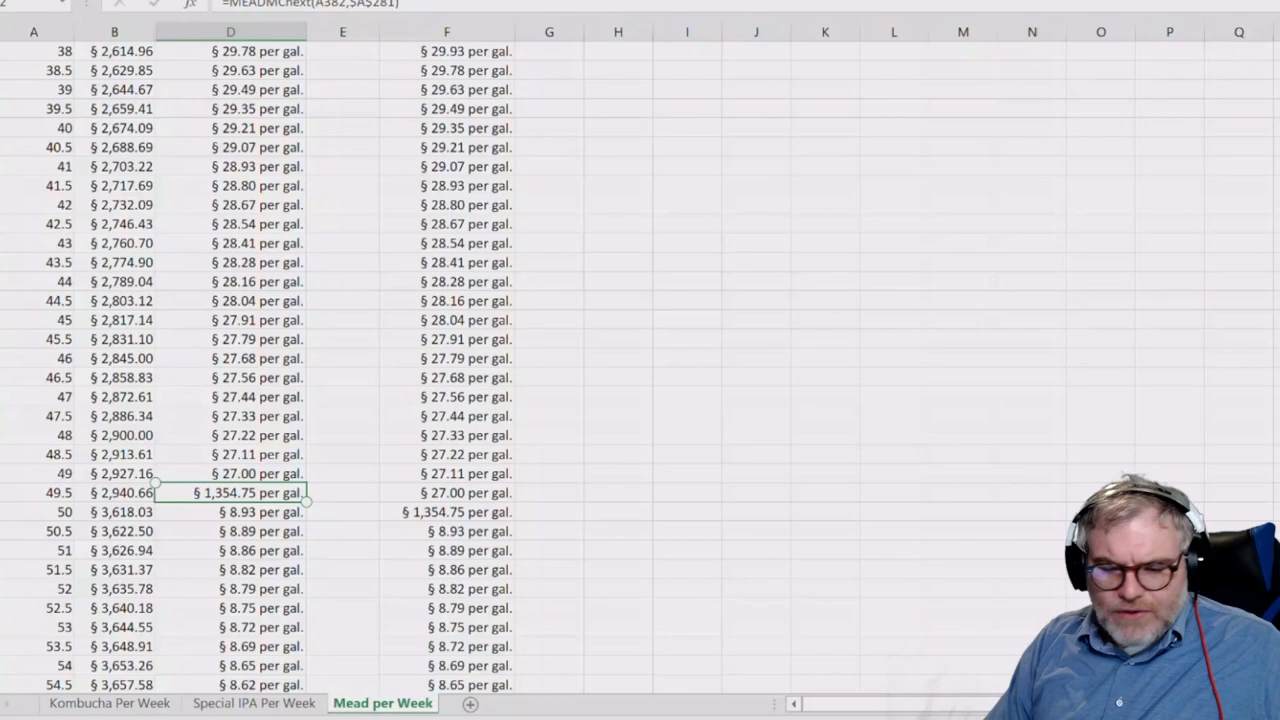 =MEADMCnext(A382,$A$281)
A B D E F G H I J K L M N O P Q
38 § 2,614.96 § 29.78 per gal. § 29.93 per gal.
38.5 § 2,629.85 § 29.63 per gal. § 29.78 per gal.
39 § 2,644.67 § 29.49 per gal. § 29.63 per gal.
39.5 § 2,659.41 § 29.35 per gal. § 29.49 per gal.
40 § 2,674.09 § 29.21 per gal. § 29.35 per gal.
40.5 § 2,688.69 § 29.07 per gal. § 29.21 per gal.
41 § 2,703.22 § 28.93 per gal. § 29.07 per gal.
41.5 § 2,717.69 § 28.80 per gal. § 28.93 per gal.
42 § 2,732.09 § 28.67 per gal. § 28.80 per gal.
42.5 § 2,746.43 § 28.54 per gal. § 28.67 per gal.
43 § 2,760.70 § 28.41 per gal. § 28.54 per gal.
43.5 § 2,774.90 § 28.28 per gal. § 28.41 per gal.
44 § 2,789.04 § 28.16 per gal. § 28.28 per gal.
44.5 § 2,803.12 § 28.04 per gal. § 28.16 per gal.
45 § 2,817.14 § 27.91 per gal. § 28.04 per gal.
45.5 § 2,831.10 § 27.79 per gal. § 27.91 per gal.
46 § 2,845.00 § 27.68 per gal. § 27.79 per gal.
46.5 § 2,858.83 § 27.56 per gal. § 27.68 per gal.
47 § 2,872.61 § 27.44 per gal. § 27.56 per gal.
47.5 § 2,886.34 § 27.33 per gal. § 27.44 per gal.
48 § 2,900.00 § 27.22 per gal. § 27.33 per gal.
48.5 § 2,913.61 § 27.11 per gal. § 27.22 per gal.
49 § 2,927.16 § 27.00 per gal. § 27.11 per gal.
49.5 § 2,940.66 § 1,354.75 per gal. § 27.00 per gal.
50 § 3,618.03 § 8.93 per gal. § 1,354.75 per gal.
50.5 § 3,622.50 § 8.89 per gal. § 8.93 per gal.
51 § 3,626.94 § 8.86 per gal. § 8.89 per gal.
51.5 § 3,631.37 § 8.82 per gal. § 8.86 per gal.
52 § 3,635.78 § 8.79 per gal. § 8.82 per gal.
52.5 § 3,640.18 § 8.75 per gal. § 8.79 per gal.
53 § 3,644.55 § 8.72 per gal. § 8.75 per gal.
53.5 § 3,648.91 § 8.69 per gal. § 8.72 per gal.
54 § 3,653.26 § 8.65 per gal. § 8.69 per gal.
54.5 § 3,657.58 § 8.62 per gal. § 8.65 per gal.
Kombucha Per Week Special IPA Per Week Mead per Week